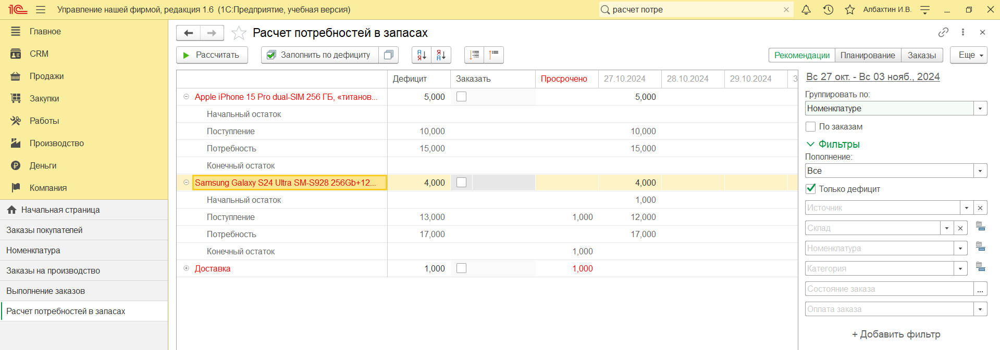 1С Управление нашей фирмой, редакция 1.6 (1С:Предприятие, учебная версия) расчет потре Албахтин И.В.
Главное
CRM
Продажи
Закупки
Работы
Производство
Деньги
Компания
Начальная страница
Заказы покупателей
Номенклатура
Заказы на производство
Выполнение заказов
Расчет потребностей в запасах
Расчет потребностей в запасах
Рассчитать Заполнить по дефициту Рекомендации Планирование Заказы Еще
Дефицит Заказать Просрочено 27.10.2024 28.10.2024 29.10.2024 3
Apple iPhone 15 Pro dual-SIM 256 ГБ, «титанов... 5,000 5,000
Начальный остаток
Поступление 10,000 10,000
Потребность 15,000 15,000
Конечный остаток
Samsung Galaxy S24 Ultra SM-S928 256Gb+12... 4,000 4,000
Начальный остаток 1,000
Поступление 13,000 1,000 12,000
Потребность 17,000 17,000
Конечный остаток 1,000
Доставка 1,000 1,000
Вс 27 окт. - Вс 03 нояб., 2024
Группировать по:
Номенклатуре
По заказам
Фильтры
Пополнение:
Все
Только дефицит
Источник
Склад
Номенклатура
Категория
Состояние заказа ...
Оплата заказа
+ Добавить фильтр